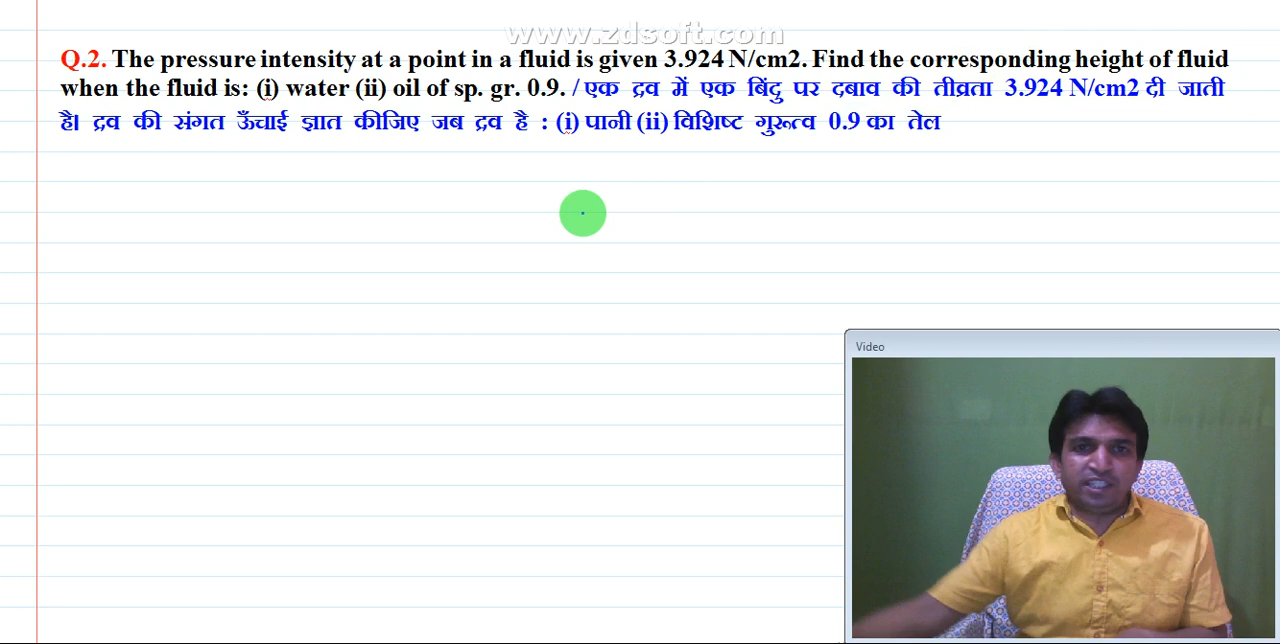 www.zdsoft.com
Q.2. The pressure intensity at a point in a fluid is given 3.924 N/cm2. Find the corresponding height of fluid
when the fluid is: (i) water (ii) oil of sp. gr. 0.9. / एक द्रव में एक बिंदु पर दबाव की तीव्रता 3.924 N/cm2 दी जाती
है। द्रव की संगत ऊँचाई ज्ञात कीजिए जब द्रव है : (i) पानी (ii) विशिष्ट गुरूत्व 0.9 का तेल
Video